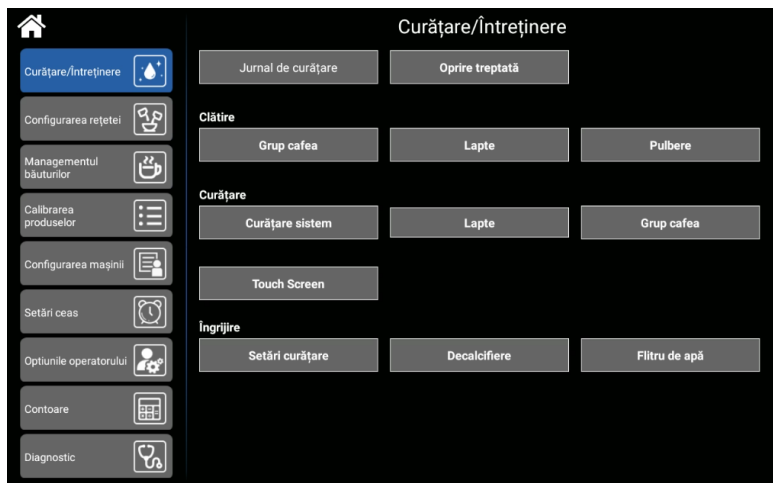 Curățare/Întreținere
Curățare/Întreținere
Configurarea rețetei
Managementul
băuturilor
Calibrarea
produselor
Configurarea mașinii
Setări ceas
Optiunile operatorului
Contoare
Diagnostic
Jurnal de curățare
Oprire treptată
Clătire
Grup cafea
Lapte
Pulbere
Curățare
Curățare sistem
Lapte
Grup cafea
Touch Screen
Îngrijire
Setări curățare
Decalcifiere
Flitru de apă